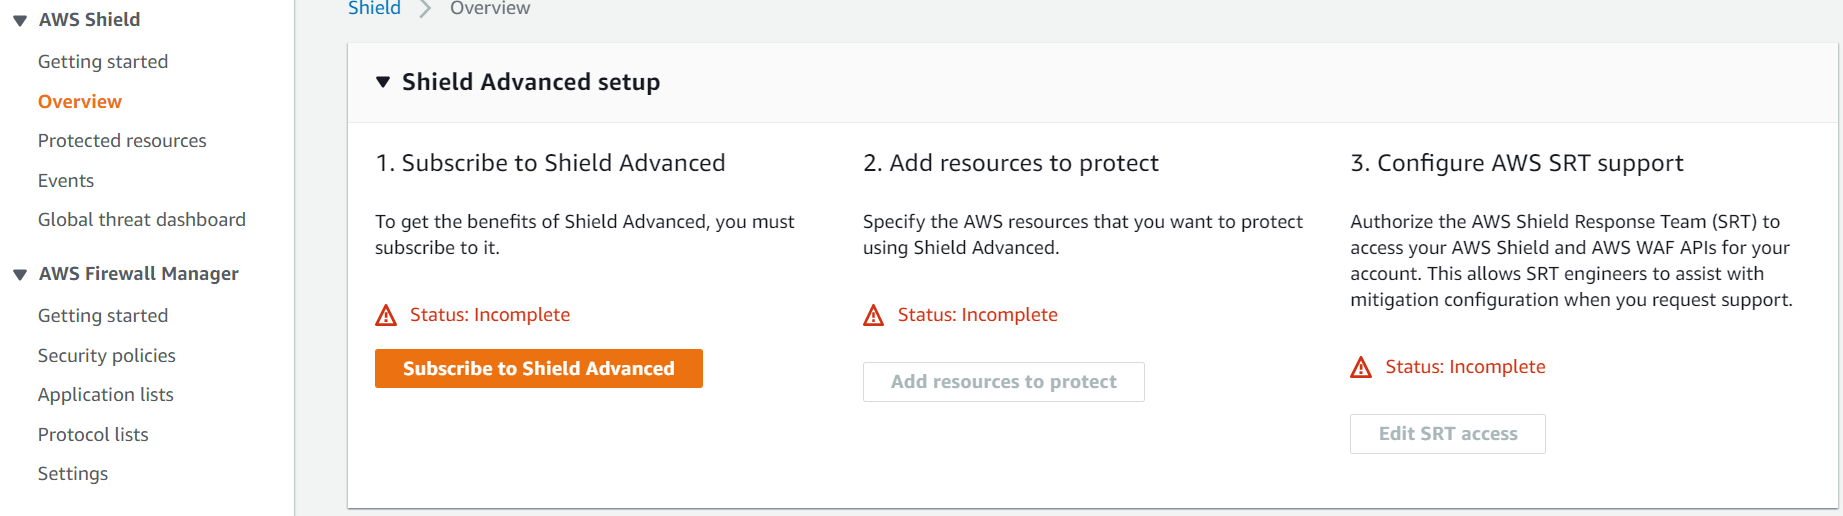 AWS Shield
Getting started
Overview
Protected resources
Events
Global threat dashboard
AWS Firewall Manager
Getting started
Security policies
Application lists
Protocol lists
Settings
Shield
Overview
Shield Advanced setup
1. Subscribe to Shield Advanced
To get the benefits of Shield Advanced, you must
subscribe to it.
Status: Incomplete
Subscribe to Shield Advanced
2. Add resources to protect
Specify the AWS resources that you want to protect
using Shield Advanced.
Status: Incomplete
Add resources to protect
3. Configure AWS SRT support
Authorize the AWS Shield Response Team (SRT) to
access your AWS Shield and AWS WAF APIs for your
account. This allows SRT engineers to assist with
mitigation configuration when you request support.
Status: Incomplete
Edit SRT access